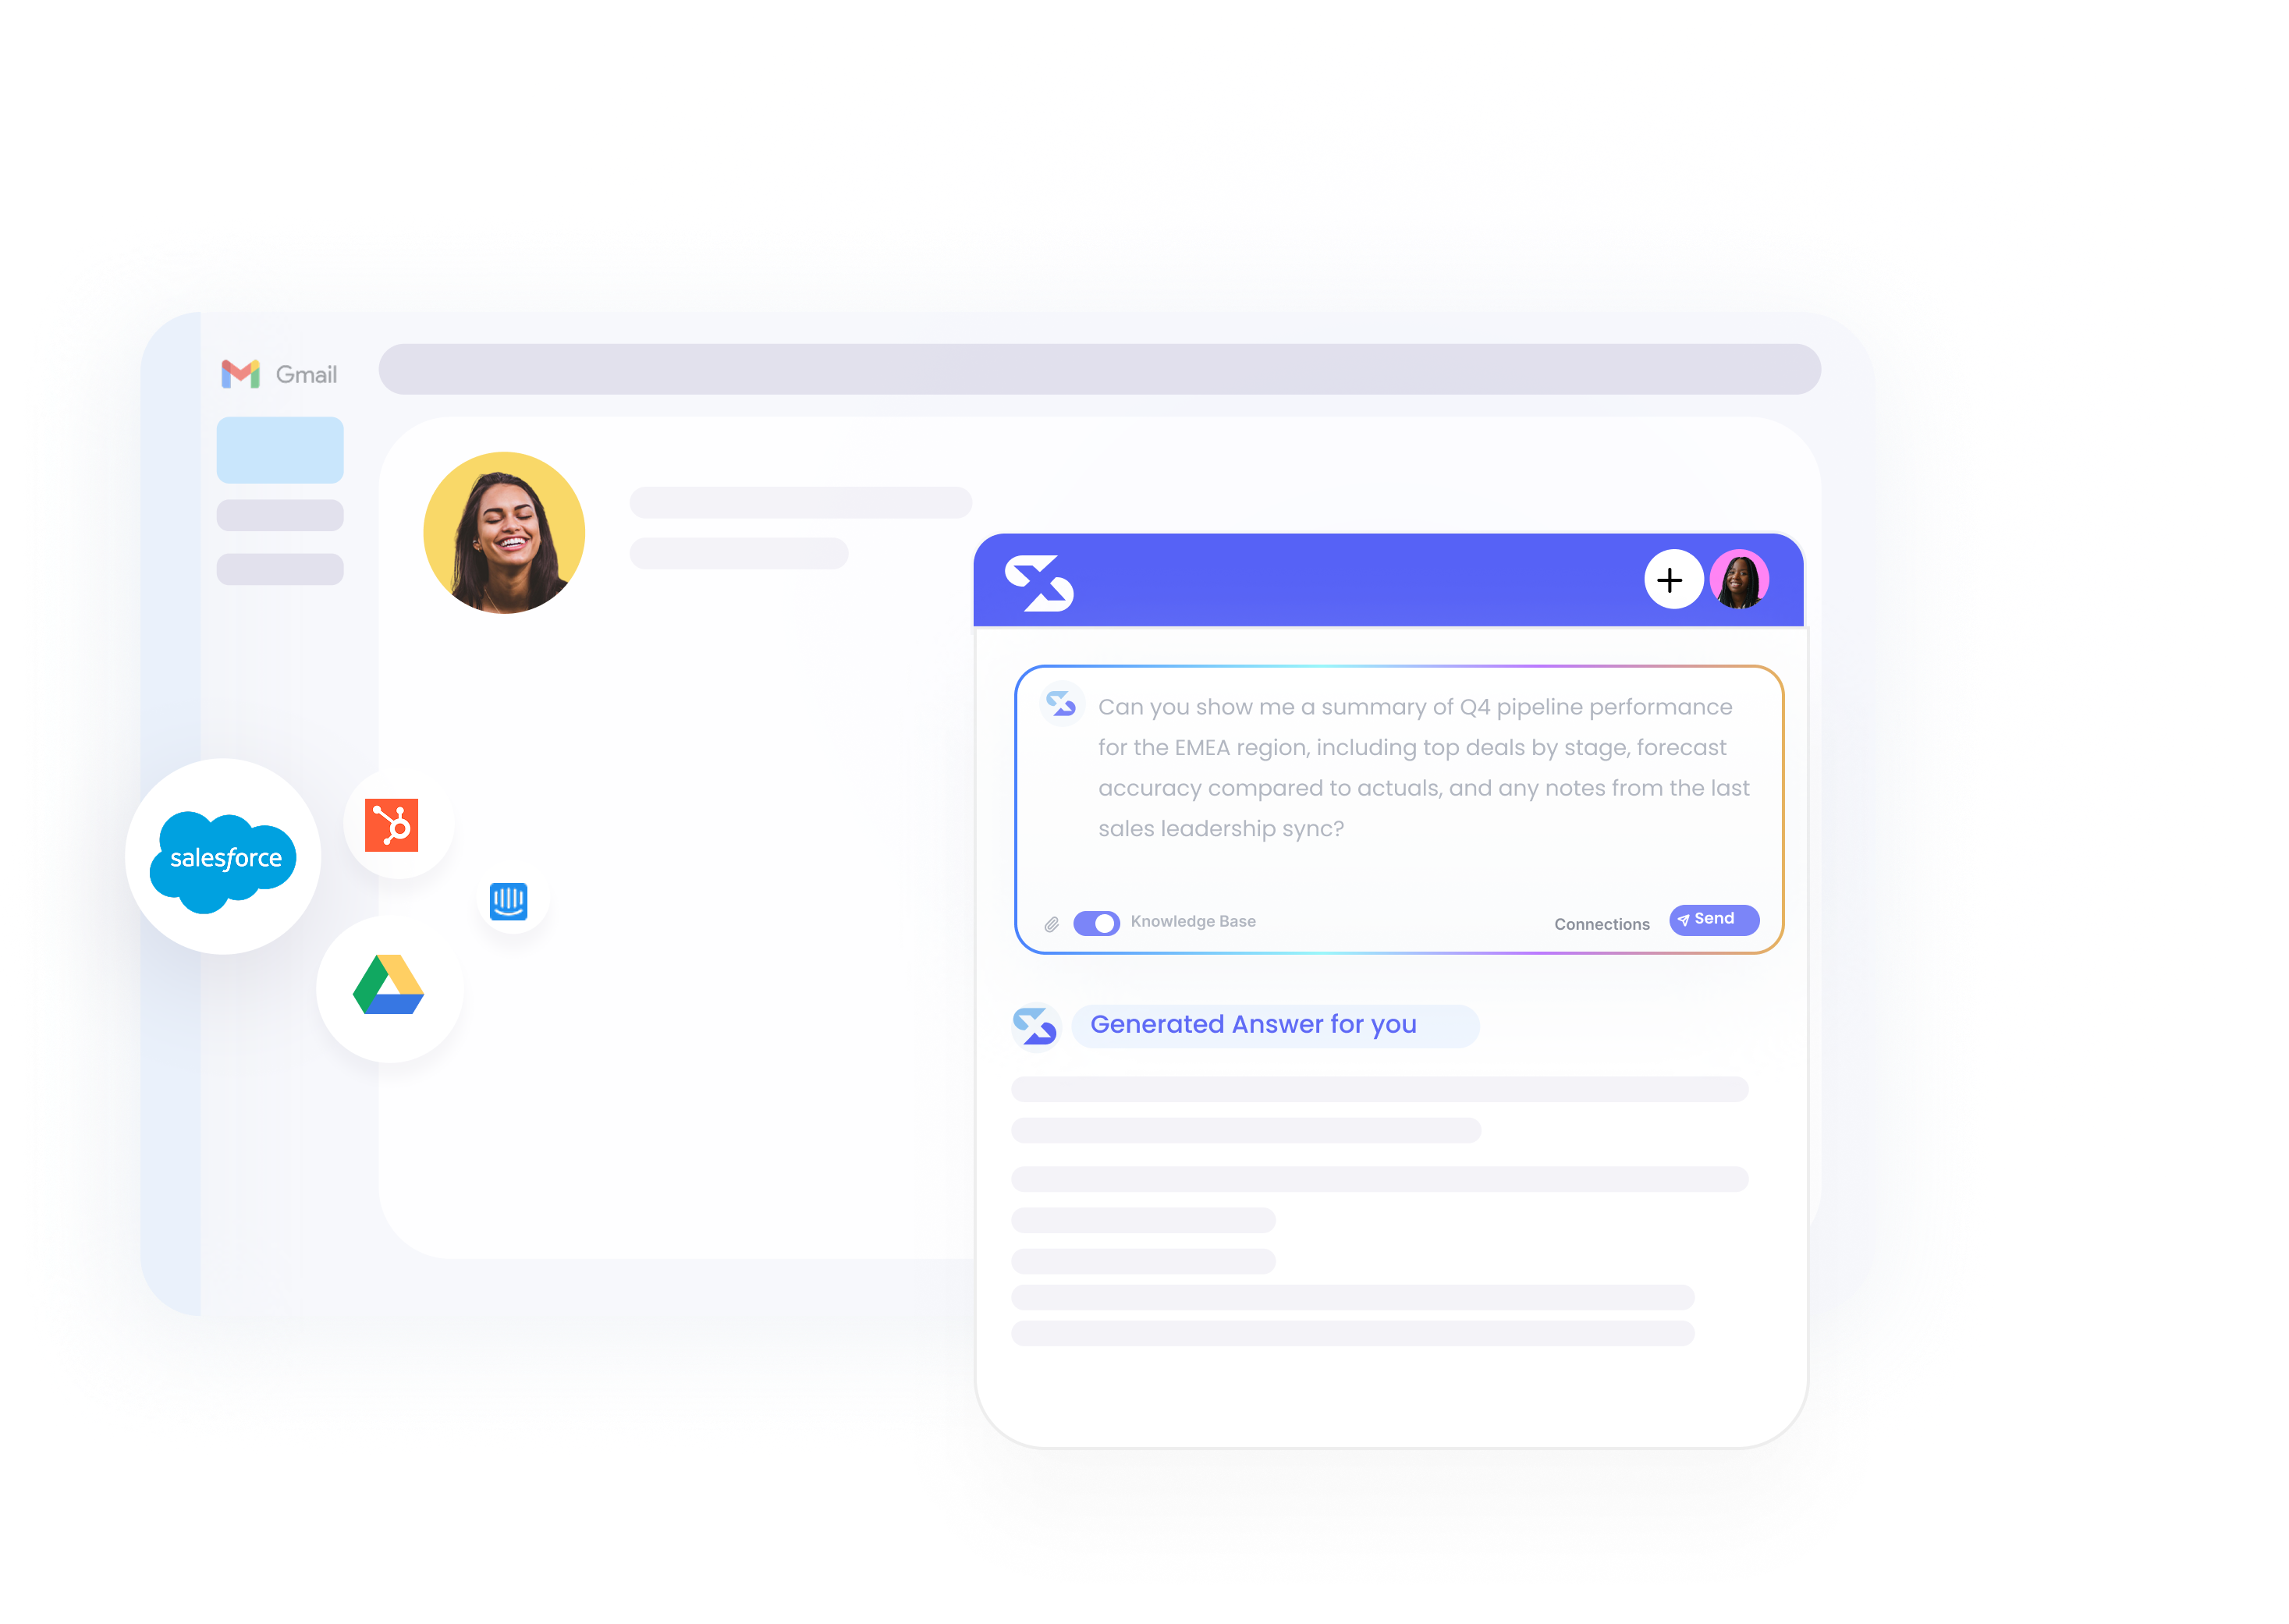 Gmail
salesforce
Can you show me a summary of Q4 pipeline performance
for the EMEA region, including top deals by stage, forecast
accuracy compared to actuals, and any notes from the last
sales leadership sync?
Knowledge Base
Connections
Send
Generated Answer for you